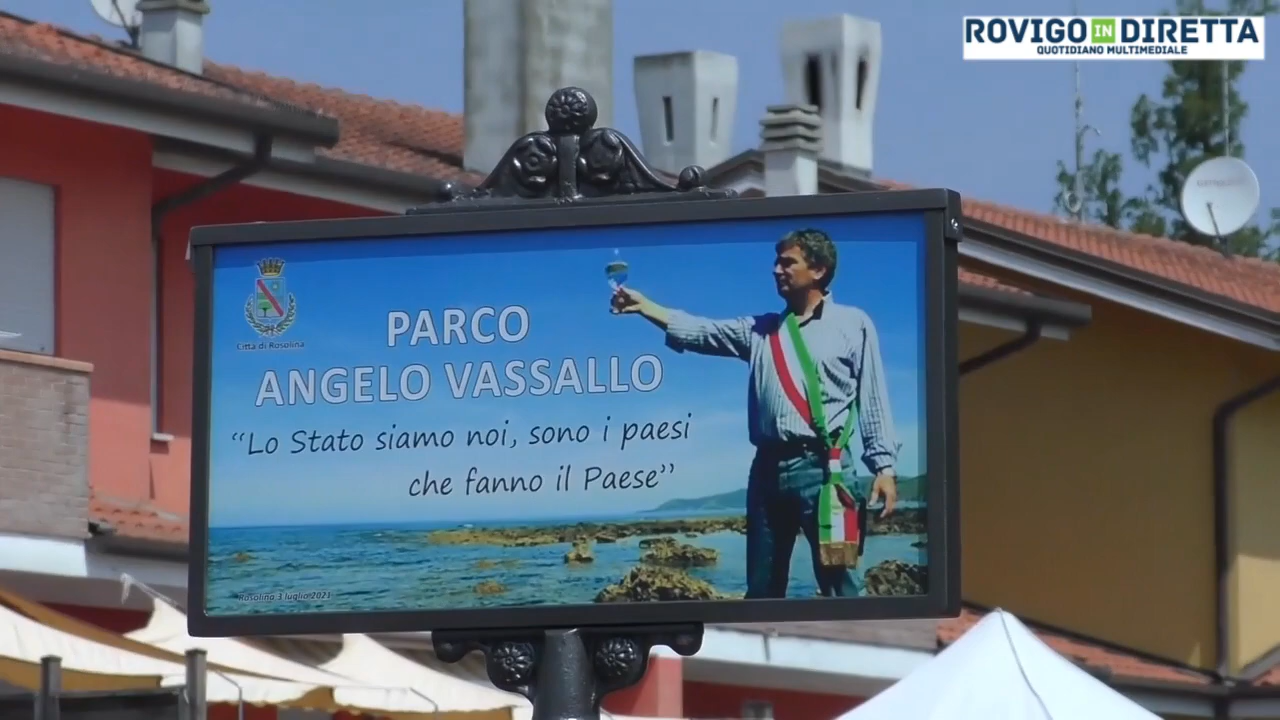 ROVIGO IN DIRETTA
QUOTIDIANO MULTIMEDIALE
Città di Rosolina
PARCO
ANGELO VASSALLO
“Lo Stato siamo noi, sono i paesi
che fanno il Paese”
Rosolina 3 luglio 2021